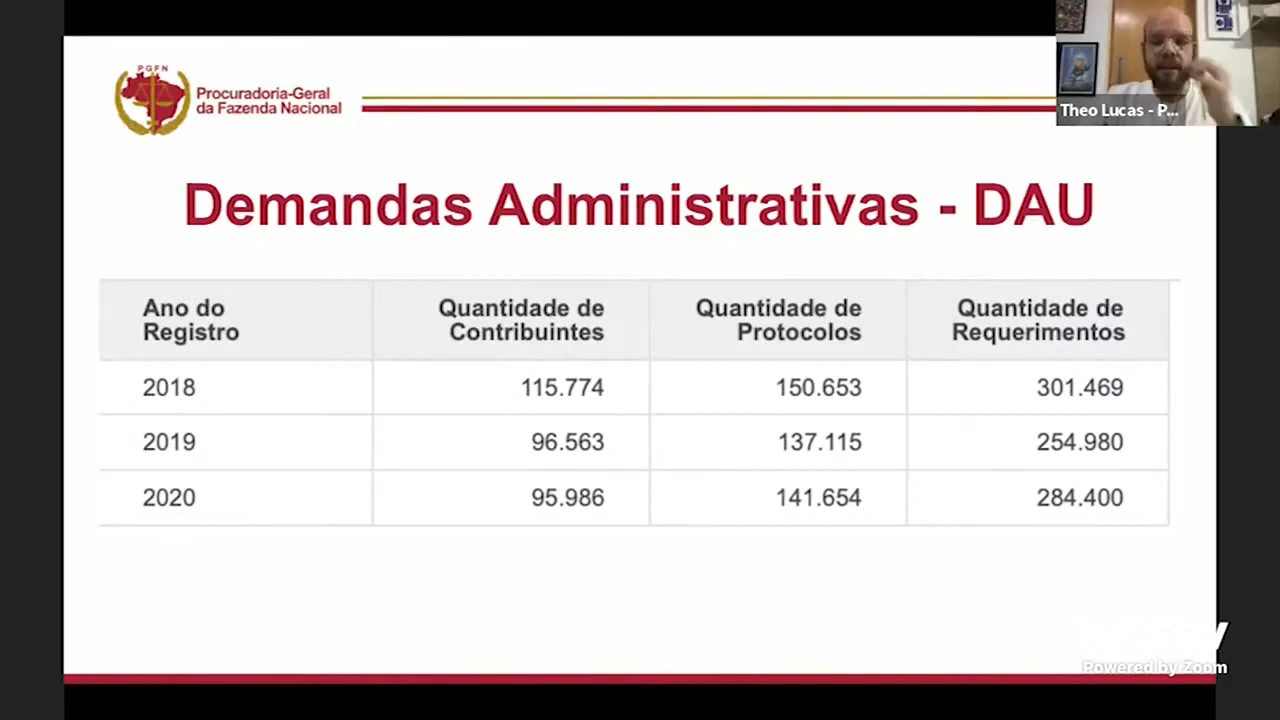 PGFN
Procuradoria-Geral
da Fazenda Nacional
Theo Lucas - P...
Demandas Administrativas - DAU
Ano do Registro Quantidade de Contribuintes Quantidade de Protocolos Quantidade de Requerimentos
2018 115.774 150.653 301.469
2019 96.563 137.115 254.980
2020 95.986 141.654 284.400
Powered by Zoom